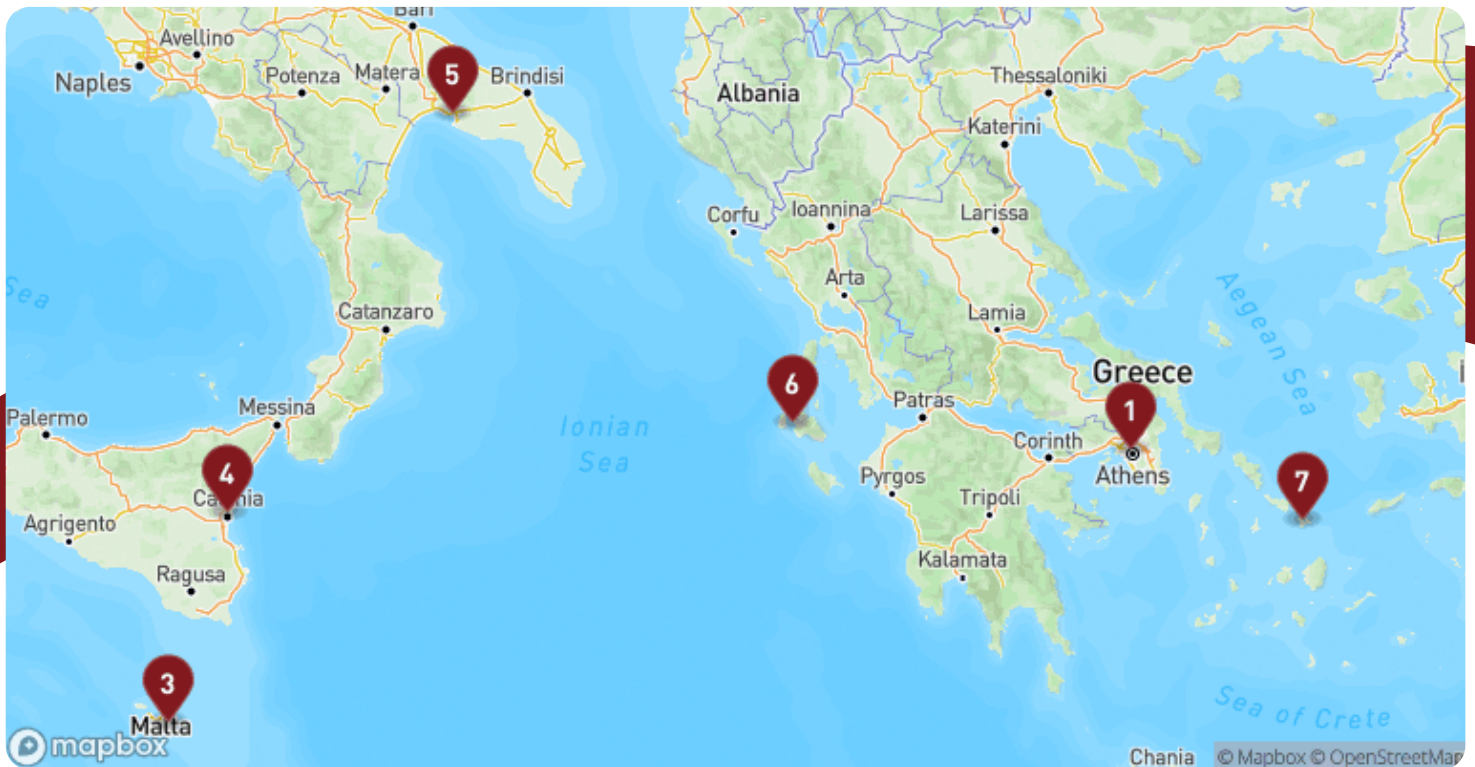 Bari
Avellino
Naples
Potenza
Matera
5
Brindisi
Albania
Thessaloniki
Katerini
Corfu
Ioannina
Larissa
Sea
Arta
Aegean Sea
Catanzaro
Lamia
6
Greece
Palermo
Messina
Ionian
Sea
Patras
1
Corinth
4
Catania
Athens
7
Pyrgos
Tripoli
Agrigento
Kalamata
Ragusa
3
Malta
Sea of Crete
mapbox
Chania
© Mapbox © OpenStreetMap